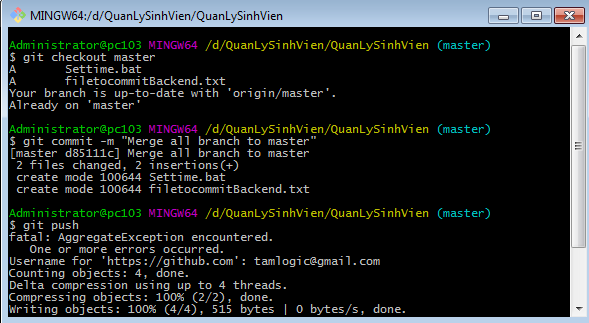 MINGW64:/d/QuanLySinhVien/QuanLySinhVien
Administrator@pc103 MINGW64 /d/QuanLySinhVien/QuanLySinhVien (master)
$ git checkout master
A       Settime.bat
A       filetocommitBackend.txt
Your branch is up-to-date with 'origin/master'.
Already on 'master'
Administrator@pc103 MINGW64 /d/QuanLySinhVien/QuanLySinhVien (master)
$ git commit -m "Merge all branch to master"
[master d85111c] Merge all branch to master
 2 files changed, 2 insertions(+)
 create mode 100644 Settime.bat
 create mode 100644 filetocommitBackend.txt
Administrator@pc103 MINGW64 /d/QuanLySinhVien/QuanLySinhVien (master)
$ git push
fatal: AggregateException encountered.
   One or more errors occurred.
Username for 'https://github.com': tamlogic@gmail.com
Counting objects: 4, done.
Delta compression using up to 4 threads.
Compressing objects: 100% (2/2), done.
Writing objects: 100% (4/4), 515 bytes | 0 bytes/s, done.